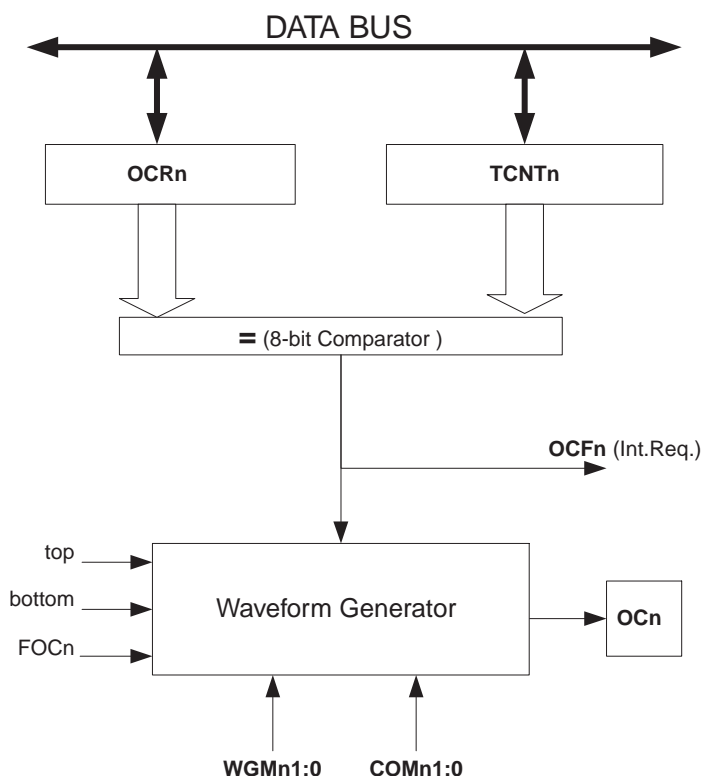 DATA BUS
OCRn
TCNTn
= (8-bit Comparator )
OCFn (Int.Req.)
top
bottom
FOCn
Waveform Generator
OCn
WGMn1:0
COMn1:0